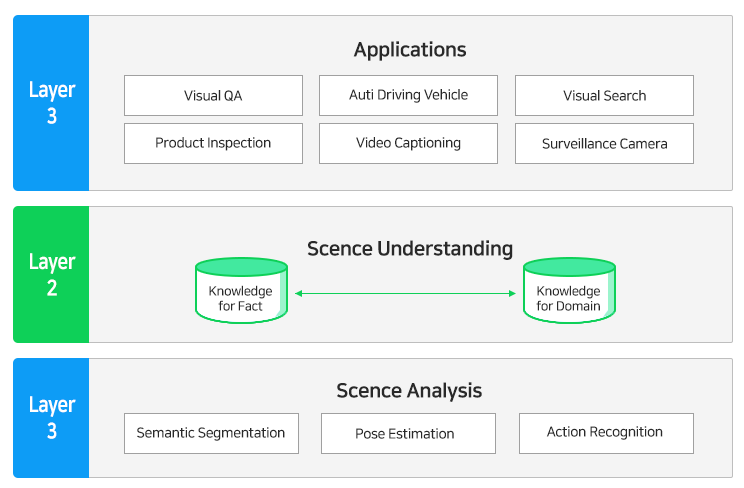 Layer
3
Applications
Visual QA
Auti Driving Vehicle
Visual Search
Product Inspection
Video Captioning
Surveillance Camera
Layer
2
Scence Understanding
Knowledge
for Fact
Knowledge
for Domain
Layer
3
Scence Analysis
Semantic Segmentation
Pose Estimation
Action Recognition